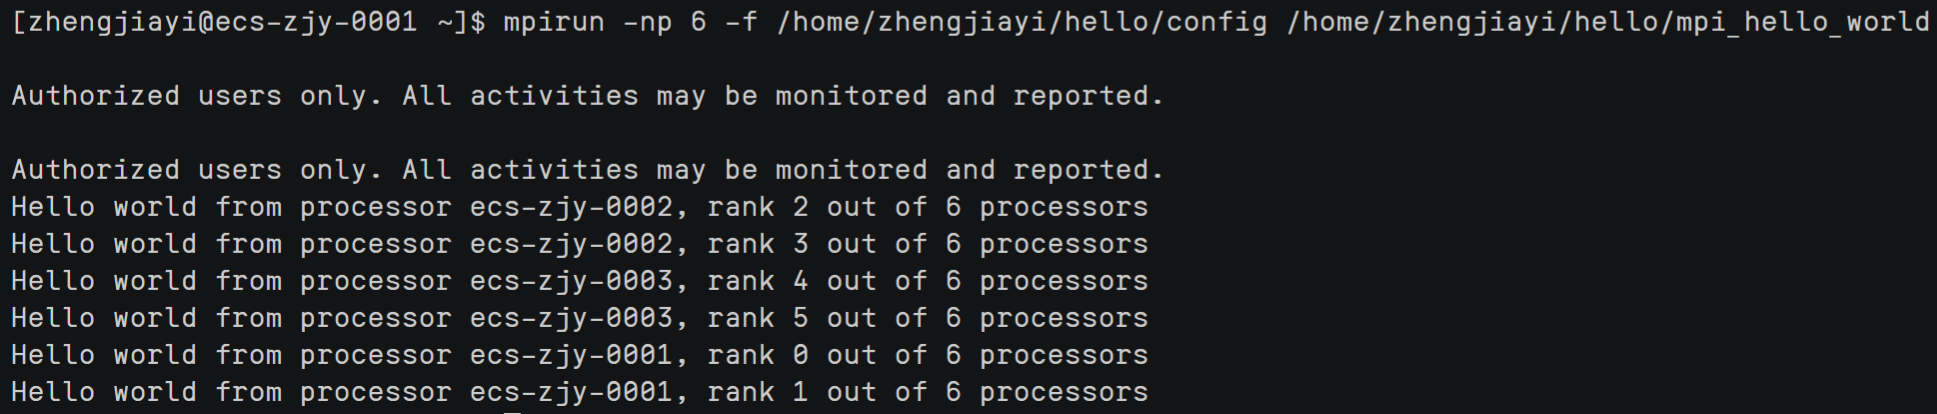 [zhengjiayi@ecs-zjy-0001 ~]$ mpirun -np 6 -f /home/zhengjiayi/hello/config /home/zhengjiayi/hello/mpi_hello_world
Authorized users only. All activities may be monitored and reported.
Authorized users only. All activities may be monitored and reported.
Hello world from processor ecs-zjy-0002, rank 2 out of 6 processors
Hello world from processor ecs-zjy-0002, rank 3 out of 6 processors
Hello world from processor ecs-zjy-0003, rank 4 out of 6 processors
Hello world from processor ecs-zjy-0003, rank 5 out of 6 processors
Hello world from processor ecs-zjy-0001, rank 0 out of 6 processors
Hello world from processor ecs-zjy-0001, rank 1 out of 6 processors